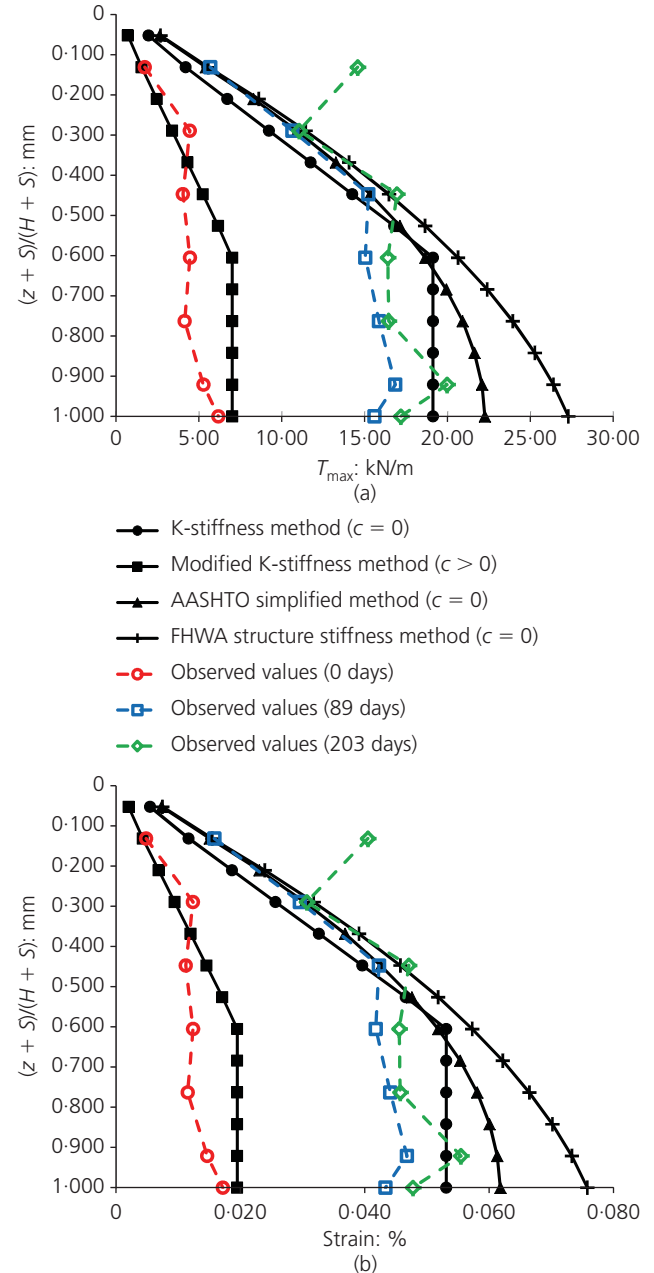 0
0·100
0·200
0·300
0·400
0·500
0·600
0·700
0·800
0·900
1·000
(z + S)/(H + S): mm
0 5·00 10·00 15·00 20·00 25·00 30·00
Tmax: kN/m
(a)
K-stiffness method (c = 0)
Modified K-stiffness method (c > 0)
AASHTO simplified method (c = 0)
FHWA structure stiffness method (c = 0)
Observed values (0 days)
Observed values (89 days)
Observed values (203 days)
0
0·100
0·200
0·300
0·400
0·500
0·600
0·700
0·800
0·900
1·000
(z + S)/(H + S): mm
0 0·020 0·040 0·060 0·080
Strain: %
(b)